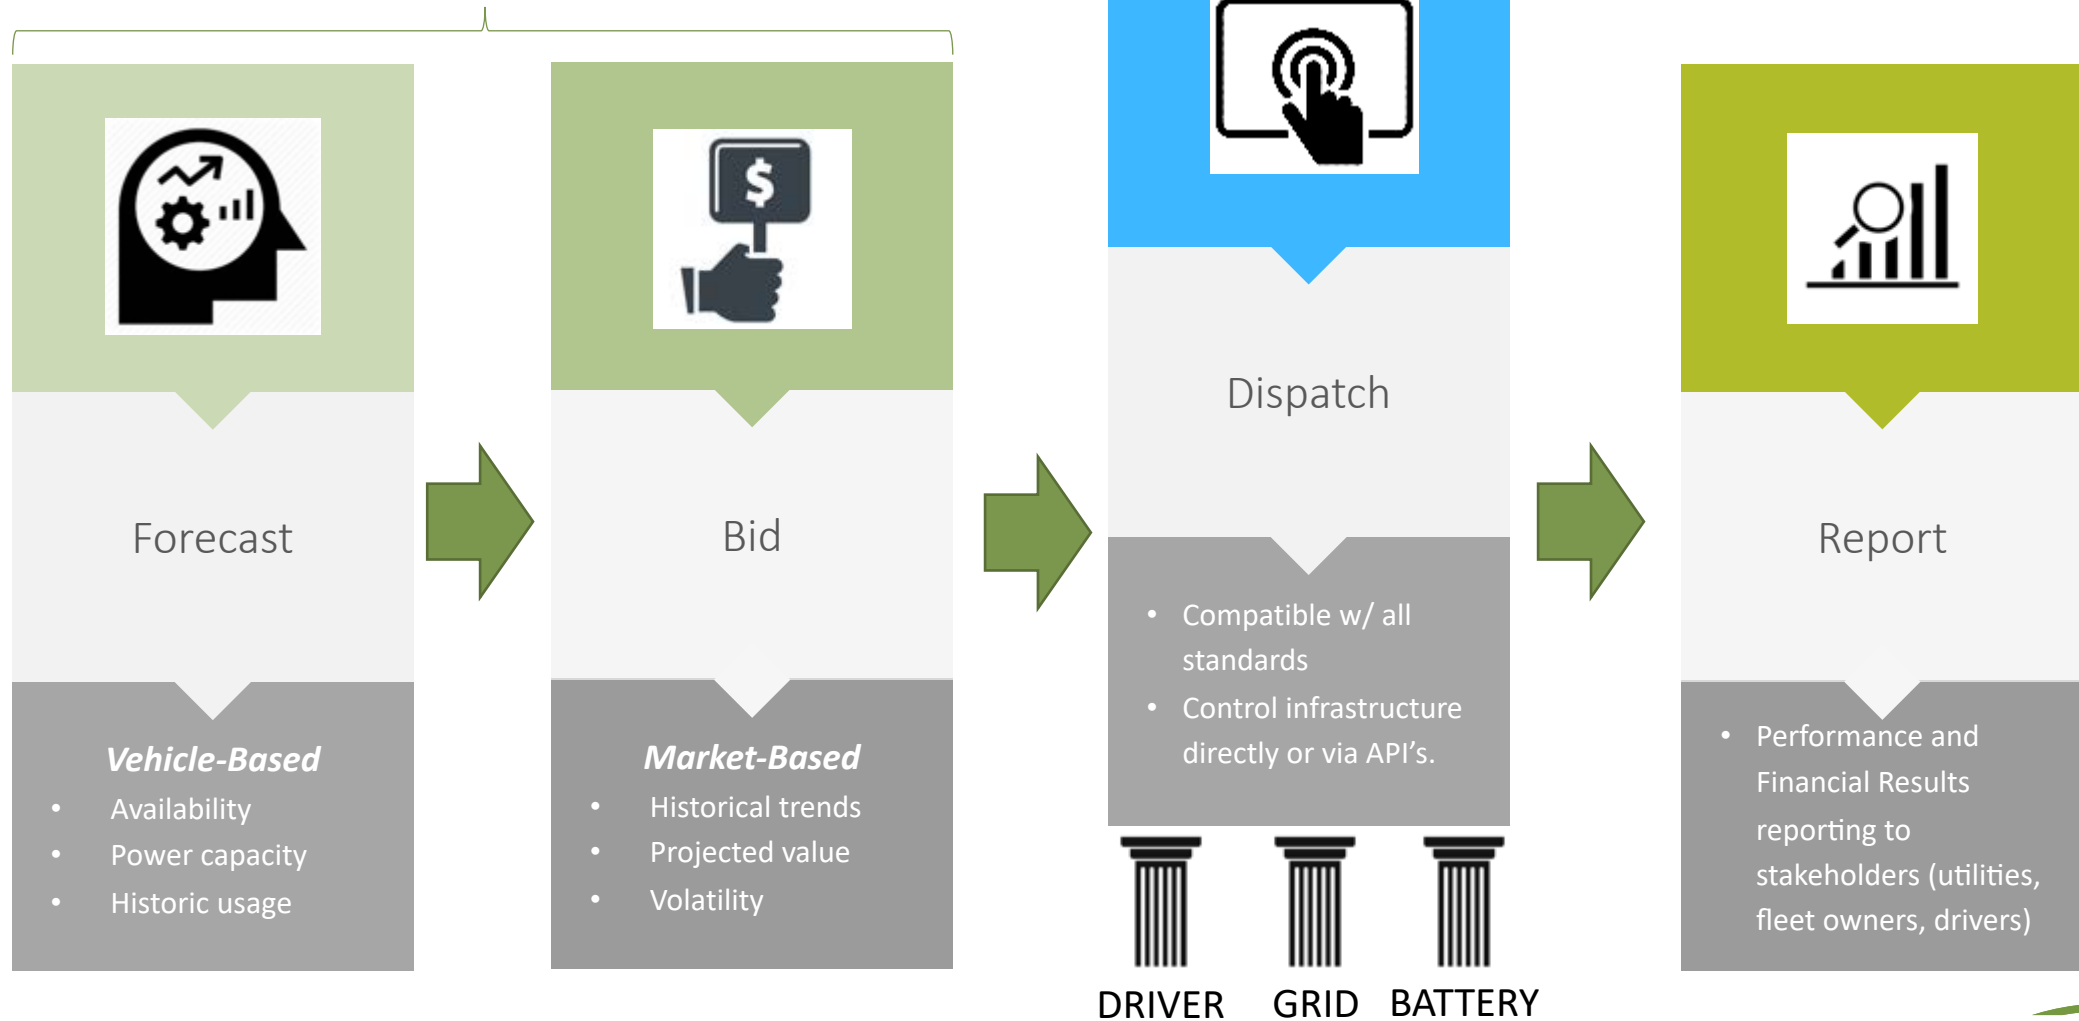 $
Forecast
Vehicle-Based
• Availability
• Power capacity
• Historic usage
Bid
Market-Based
• Historical trends
• Projected value
• Volatility
Dispatch
• Compatible w/ all
standards
• Control infrastructure
directly or via API’s.
DRIVER GRID BATTERY
Report
• Performance and
Financial Results
reporting to
stakeholders (utilities,
fleet owners, drivers)